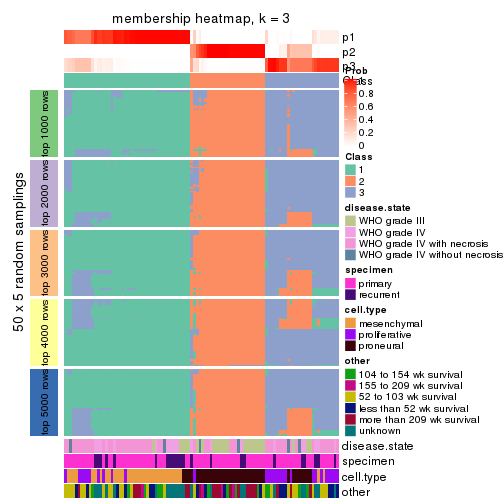 membership heatmap, k = 3
p1
p2
p3
Prob
Class
0.8
0.6
0.4
0.2
0
Class
1
2
3
disease.state
WHO grade III
WHO grade IV
WHO grade IV with necrosis
WHO grade IV without necrosis
specimen
primary
recurrent
cell.type
mesenchymal
proliferative
proneural
other
104 to 154 wk survival
155 to 209 wk survival
52 to 103 wk survival
less than 52 wk survival
more than 209 wk survival
unknown
50 x 5 random samplings
top 1000 rows
top 2000 rows
top 3000 rows
top 4000 rows
top 5000 rows
disease.state
specimen
cell.type
other